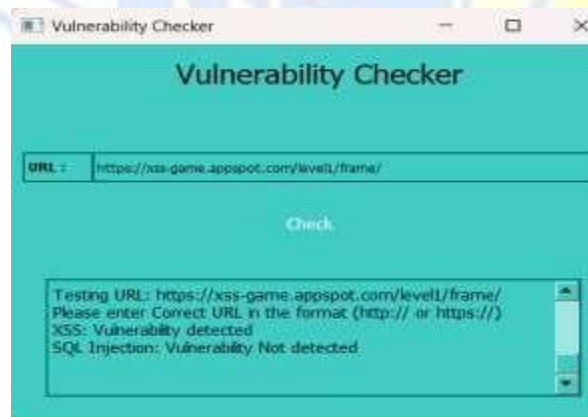 Vulnerability Checker
Vulnerability Checker
URL : https://xss-game.appspot.com/level1/frame/
Check
Testing URL: https://xss-game.appspot.com/level1/frame/
Please enter Correct URL in the format (http:// or https://)
XSS: Vulnerability detected
SQL Injection: Vulnerability Not detected